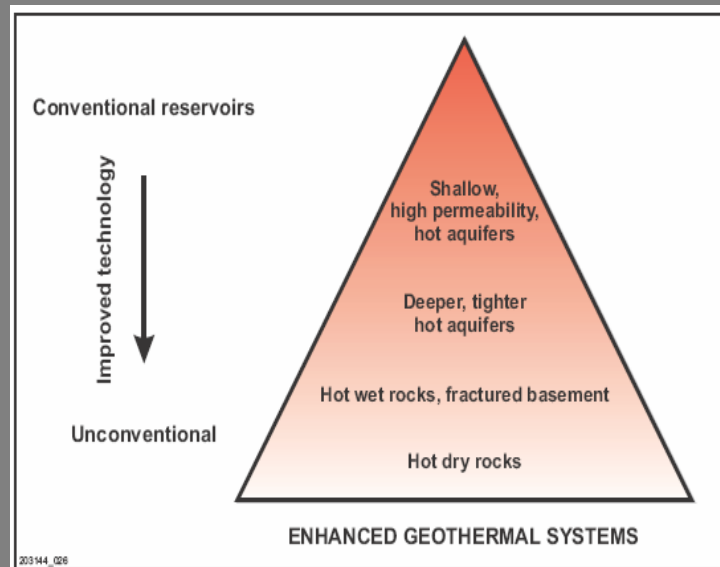 Conventional reservoirs
Improved technology
Unconventional
Shallow,
high permeability,
hot aquifers
Deeper, tighter
hot aquifers
Hot wet rocks, fractured basement
Hot dry rocks
ENHANCED GEOTHERMAL SYSTEMS
203144_026